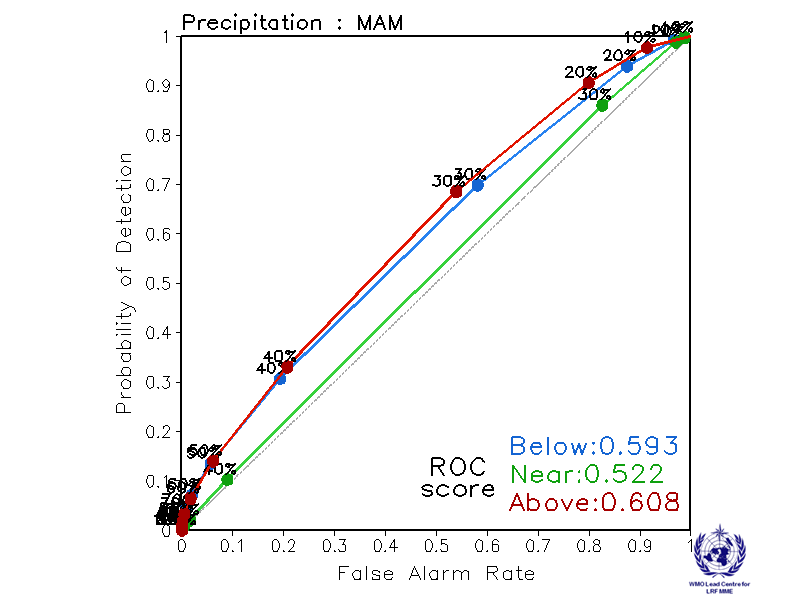 Precipitation : MAM
Probability of Detection
1
0.9
0.8
0.7
0.6
0.5
0.4
0.3
0.2
0.1
0
10%
20%
20%
30%
30%
30%
40%
40%
50%
50%
40%
60%
70%
ROC
score
Below:0.593
Near:0.522
Above:0.608
0 0.1 0.2 0.3 0.4 0.5 0.6 0.7 0.8 0.9 1
False Alarm Rate
WMO Lead Centre for
LRF MME